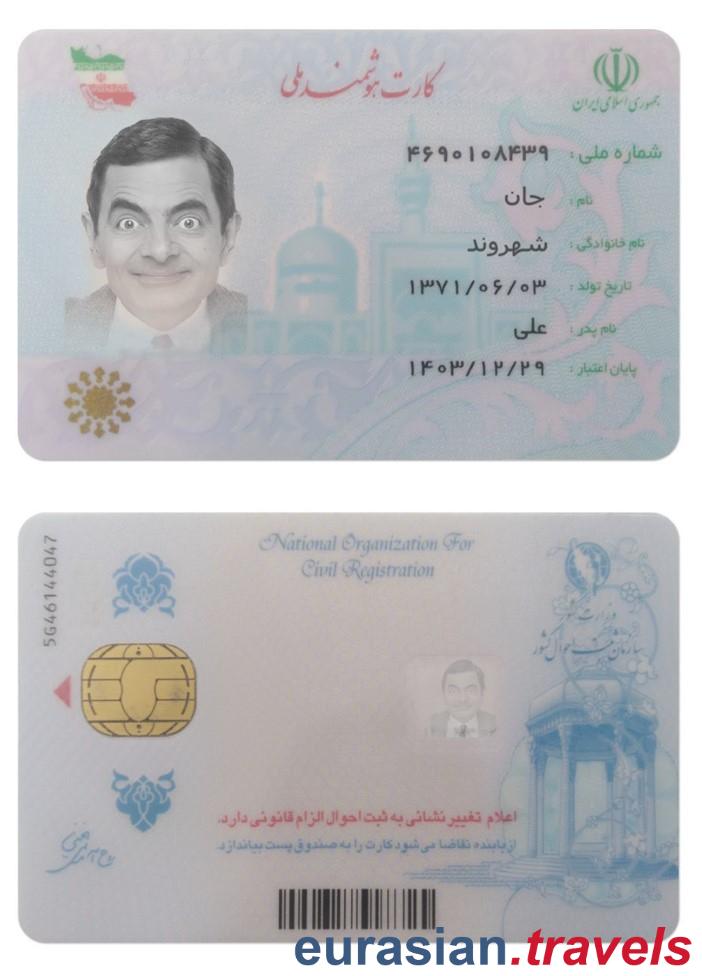 کارت هوشمند ملی
جمهوری اسلامی ایران
شماره ملی: ۴۶۹۰۱۰۸۴۳۹
نام: جان
نام خانوادگی: شهروند
تاریخ تولد: ۱۳۷۱/۰۶/۰۳
نام پدر: علی
پایان اعتبار: ۱۴۰۳/۱۲/۲۹
5G46144047
National Organization For
Civil Registration
وزارت کشور
سازمان ثبت احوال کشور
اعلام تغییر نشانی به ثبت احوال الزام قانونی دارد.
از یابنده تقاضا می شود کارت را به صندوق پست بیاندازد.
eurasian.travels